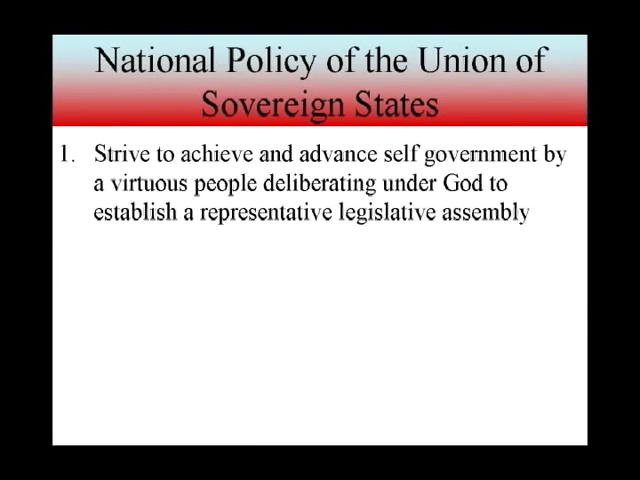 National Policy of the Union of
Sovereign States
1. Strive to achieve and advance self government by
a virtuous people deliberating under God to
establish a representative legislative assembly